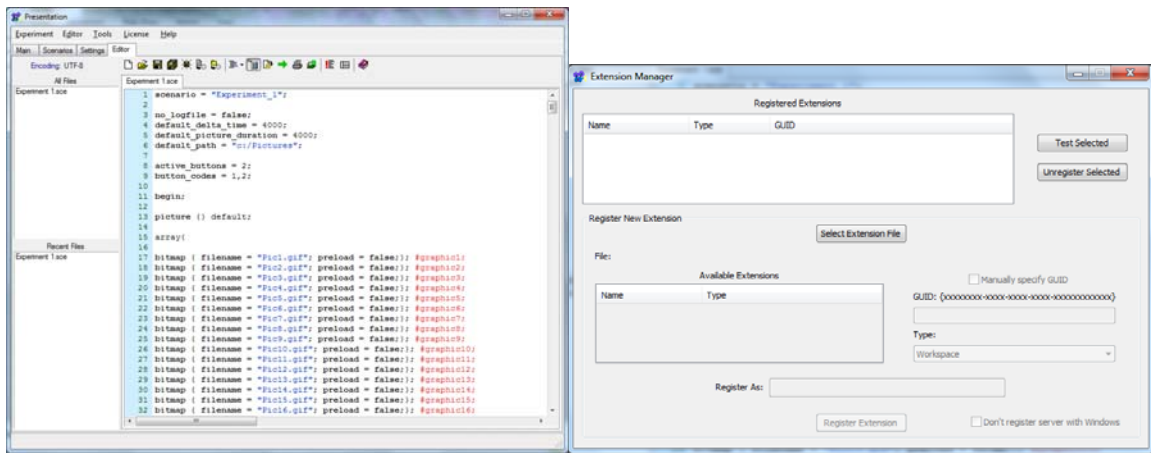 Presentation
Experiment Editor Tools License Help
Main Scenarios Settings Editor
Encoding: UTF-8
All Files
Experiment 1.sce
Recent Files
Experiment 1.sce
Experiment 1.sce
1 scenario = "Experiment_1";
2
3 no_logfile = false;
4 default_delta_time = 4000;
5 default_picture_duration = 4000;
6 default_path = "c:/Pictures";
7
8 active_buttons = 2;
9 button_codes = 1,2;
10
11 begin;
12
13 picture {} default;
14
15 array{
16
17 bitmap { filename = "Pic1.gif"; preload = false;}; #graphic1;
18 bitmap { filename = "Pic2.gif"; preload = false;}; #graphic2;
19 bitmap { filename = "Pic3.gif"; preload = false;}; #graphic3;
20 bitmap { filename = "Pic4.gif"; preload = false;}; #graphic4;
21 bitmap { filename = "Pic5.gif"; preload = false;}; #graphic5;
22 bitmap { filename = "Pic6.gif"; preload = false;}; #graphic6;
23 bitmap { filename = "Pic7.gif"; preload = false;}; #graphic7;
24 bitmap { filename = "Pic8.gif"; preload = false;}; #graphic8;
25 bitmap { filename = "Pic9.gif"; preload = false;}; #graphic9;
26 bitmap { filename = "Pic10.gif"; preload = false;}; #graphic10;
27 bitmap { filename = "Pic11.gif"; preload = false;}; #graphic11;
28 bitmap { filename = "Pic12.gif"; preload = false;}; #graphic12;
29 bitmap { filename = "Pic13.gif"; preload = false;}; #graphic13;
30 bitmap { filename = "Pic14.gif"; preload = false;}; #graphic14;
31 bitmap { filename = "Pic15.gif"; preload = false;}; #graphic15;
32 bitmap { filename = "Pic16.gif"; preload = false;}; #graphic16;
Extension Manager
Registered Extensions
Name Type GUID
Test Selected
Unregister Selected
Register New Extension
Select Extension File
File:
Available Extensions
Name Type
Manually specify GUID
GUID: {xxxxxxxx-xxxx-xxxx-xxxx-xxxxxxxxxxxx}
Type:
Workspace
Register As:
Register Extension
Don't register server with Windows